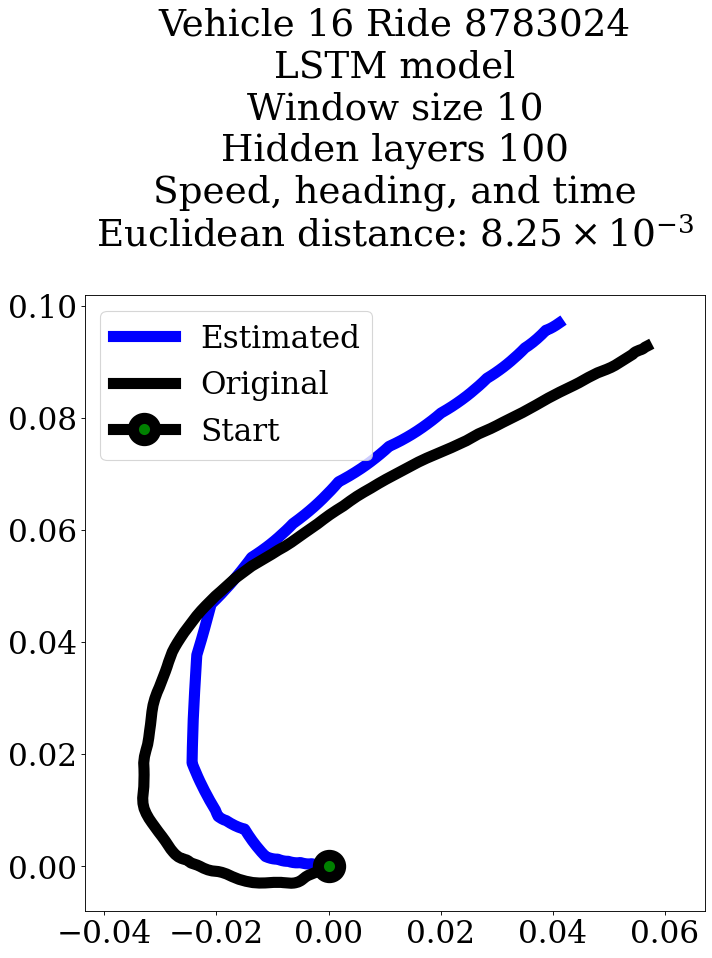 Vehicle 16 Ride 8783024
LSTM model
Window size 10
Hidden layers 100
Speed, heading, and time
Euclidean distance: 8.25 × 10⁻³
0.10
0.08
0.06
0.04
0.02
0.00
Estimated
Original
Start
−0.04 −0.02 0.00 0.02 0.04 0.06